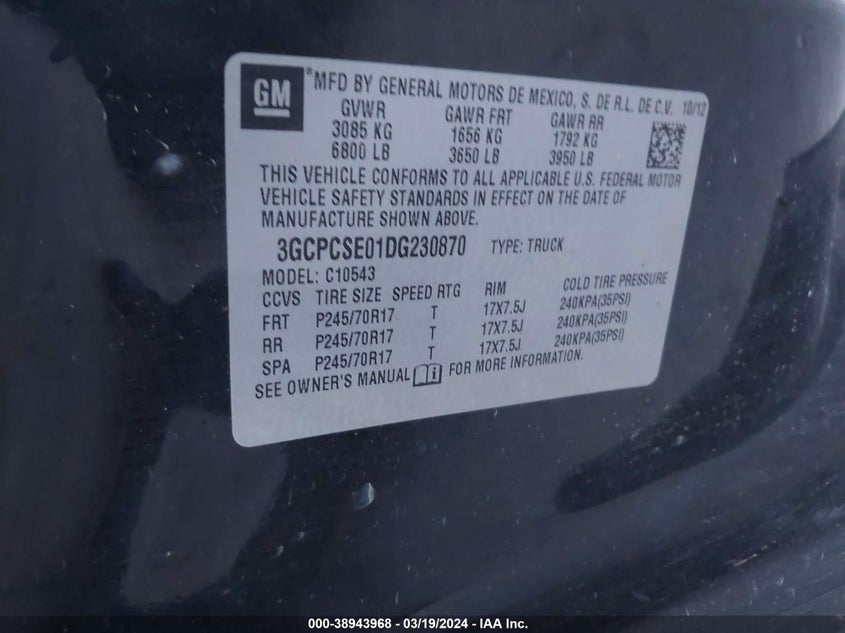 GM
*MFD BY GENERAL MOTORS DE MEXICO, S. DE R.L. DE C.V. 10/12
GVWR GAWR FRT GAWR RR
3085 KG 1656 KG 1792 KG
6800 LB 3650 LB 3950 LB
THIS VEHICLE CONFORMS TO ALL APPLICABLE U.S. FEDERAL MOTOR
VEHICLE SAFETY STANDARDS IN EFFECT ON THE DATE OF
MANUFACTURE SHOWN ABOVE.
3GCPCSE01DG230870 TYPE: TRUCK
MODEL: C10543
CCVS TIRE SIZE SPEED RTG RIM COLD TIRE PRESSURE
FRT P245/70R17 T 17X7.5J 240KPA(35PSI)
RR P245/70R17 T 17X7.5J 240KPA(35PSI)
SPA P245/70R17 T 17X7.5J 240KPA(35PSI)
SEE OWNER'S MANUAL FOR MORE INFORMATION.
000-38943968 - 03/19/2024 - IAA Inc.